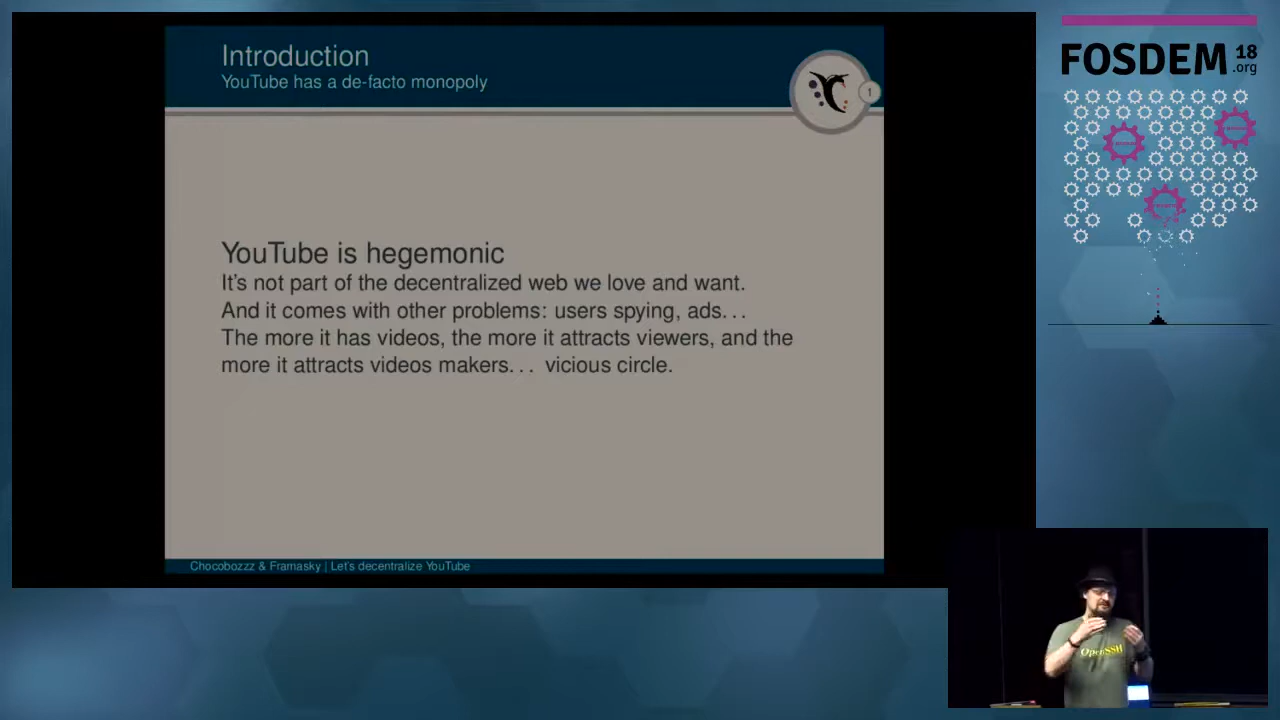 Introduction
YouTube has a de-facto monopoly
1
YouTube is hegemonic
It's not part of the decentralized web we love and want.
And it comes with other problems: users spying, ads...
The more it has videos, the more it attracts viewers, and the
more it attracts videos makers... vicious circle.
Chocobozzz & Framasky | Let's decentralize YouTube
FOSDEM 18
.org
OpenSSH